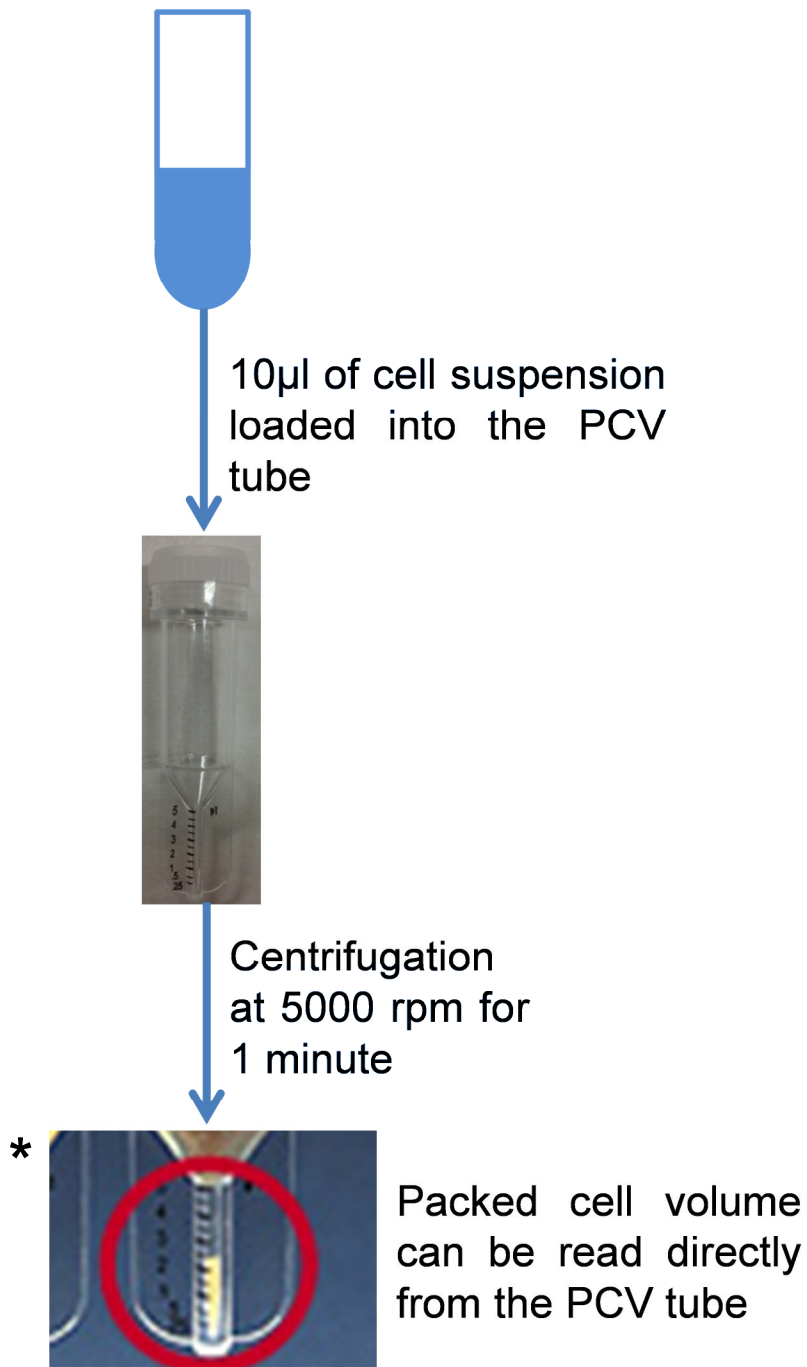 10µl of cell suspension
loaded into the PCV
tube
5
µl
4
3
2
1
.5
.25
Centrifugation
at 5000 rpm for
1 minute
*
Packed cell volume
can be read directly
from the PCV tube
4
3
2